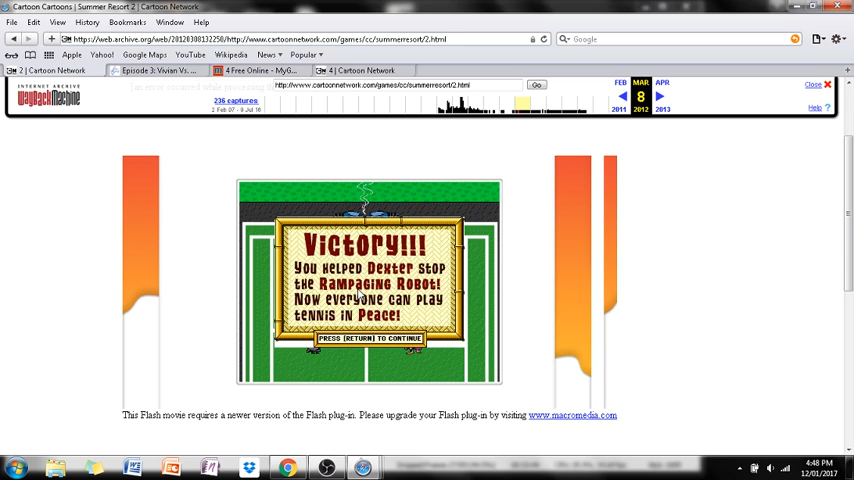 Cartoon Cartoons | Summer Resort 2 | Cartoon Network
File Edit View History Bookmarks Window Help
https://web.archive.org/web/20120308132250/http://www.cartoonnetwork.com/games/cc/summerresort/2.html
Google
Apple Yahoo! Google Maps YouTube Wikipedia News Popular
2 | Cartoon Network
Episode 3: Vivian Vs. ...
4 Free Online - MyG...
4 | Cartoon Network
INTERNET ARCHIVE
WayBackMachine
http://www.cartoonnetwork.com/games/cc/summerresort/2.html
Go
236 captures
2 Feb 07 - 9 Jul 16
FEB MAR APR
8
2011 2012 2013
Close
Help
Victory!!!
You helped Dexter stop
the Rampaging Robot!
Now everyone can play
tennis in Peace!
PRESS [RETURN] TO CONTINUE
This Flash movie requires a newer version of the Flash plug-in. Please upgrade your Flash plug-in by visiting www.macromedia.com
4:48 PM
12/01/2017